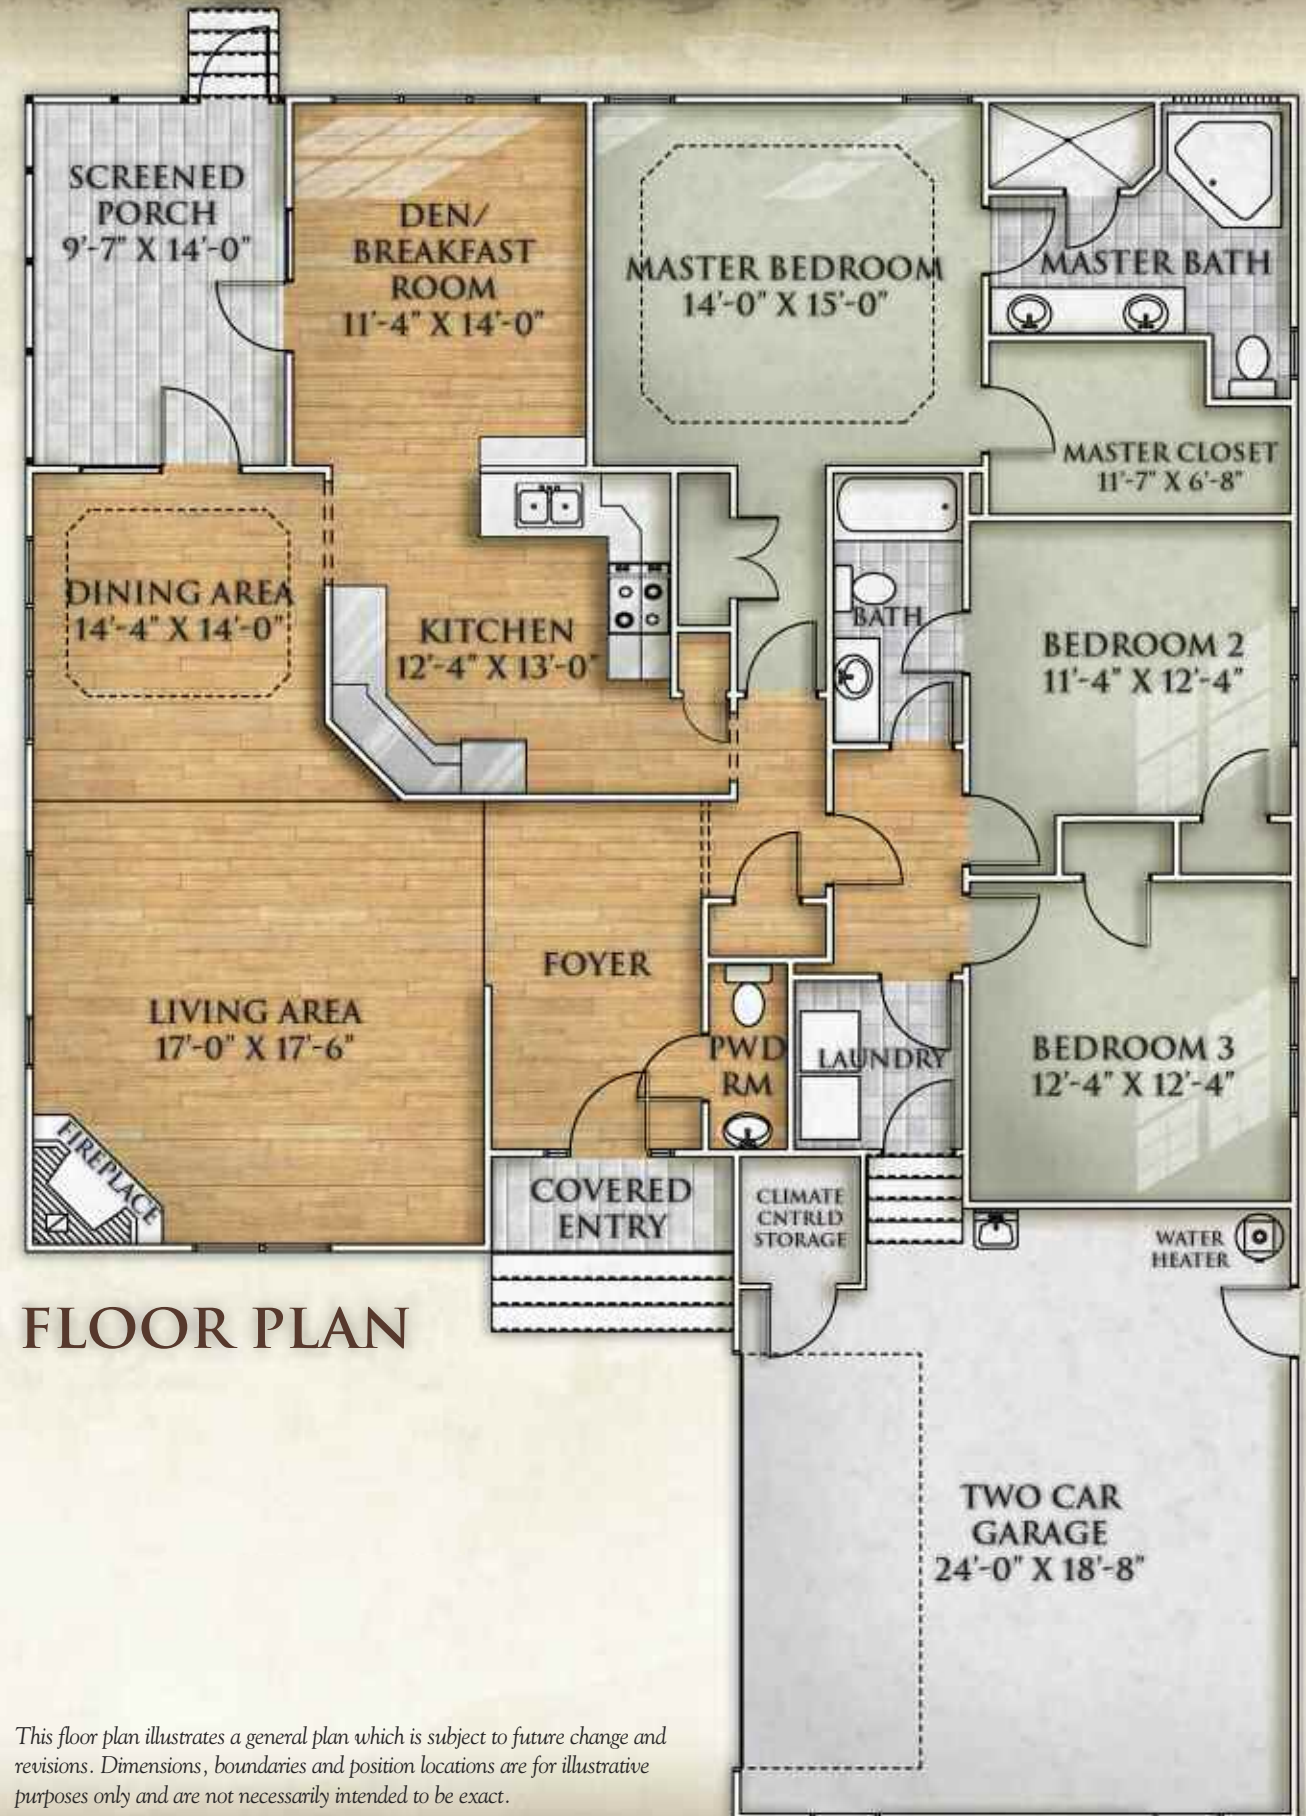 SCREENED
PORCH
9'-7" X 14'-0"
DEN/
BREAKFAST
ROOM
11'-4" X 14'-0"
MASTER BEDROOM
14'-0" X 15'-0"
MASTER BATH
MASTER CLOSET
11'-7" X 6'-8"
DINING AREA
14'-4" X 14'-0"
KITCHEN
12'-4" X 13'-0"
BATH
BEDROOM 2
11'-4" X 12'-4"
LIVING AREA
17'-0" X 17'-6"
FOYER
PWD
RM
LAUNDRY
BEDROOM 3
12'-4" X 12'-4"
FIREPLACE
COVERED
ENTRY
CLIMATE
CNTRLD
STORAGE
WATER
HEATER
FLOOR PLAN
TWO CAR
GARAGE
24'-0" X 18'-8"
This floor plan illustrates a general plan which is subject to future change and
revisions. Dimensions, boundaries and position locations are for illustrative
purposes only and are not necessarily intended to be exact.